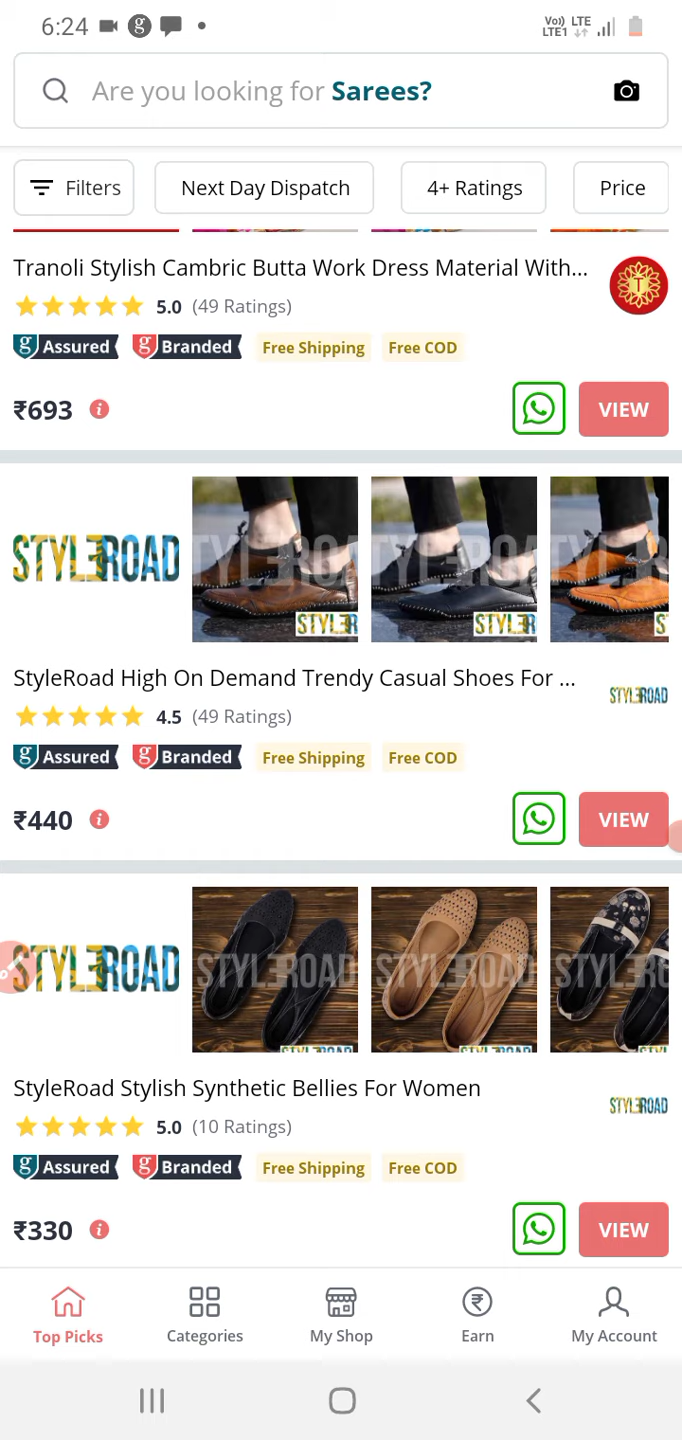 6:24
Vo) LTE
LTE1
Are you looking for Sarees?
Filters
Next Day Dispatch
4+ Ratings
Price
Tranoli Stylish Cambric Butta Work Dress Material With...
T
5.0 (49 Ratings)
g Assured
g Branded
Free Shipping
Free COD
₹693
VIEW
STYLEROAD
StyleRoad High On Demand Trendy Casual Shoes For ...
STYLEROAD
4.5 (49 Ratings)
g Assured
g Branded
Free Shipping
Free COD
₹440
VIEW
STYLEROAD
STYLEROAD
STYLEROAD
StyleRoad Stylish Synthetic Bellies For Women
STYLEROAD
5.0 (10 Ratings)
g Assured
g Branded
Free Shipping
Free COD
₹330
VIEW
Top Picks
Categories
My Shop
Earn
My Account